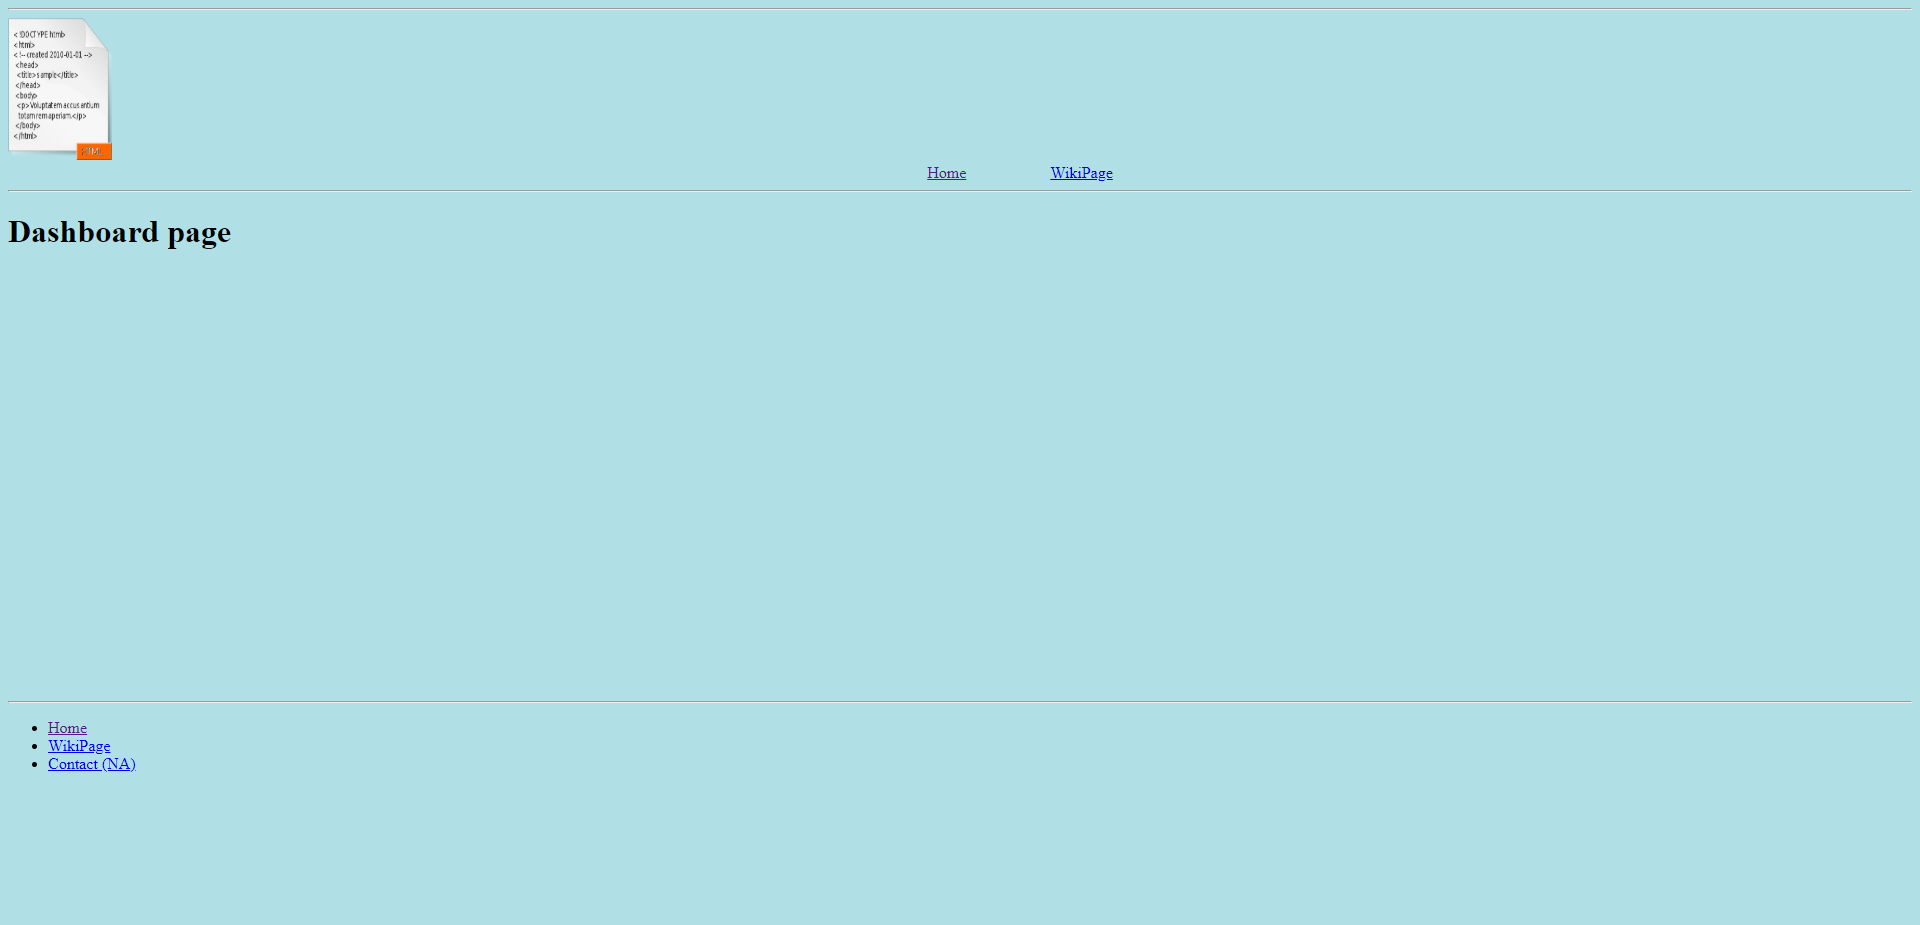 < !DOCTYPE html>
<html>
< !-- created 2010-01-01 -->
<head>
<title>sample</title>
</head>
<body>
<p>Voluptatem accusantium
totam rem aperiam.</p>
</body>
</html>
HTML
Home WikiPage
Dashboard page
Home
WikiPage
Contact (NA)